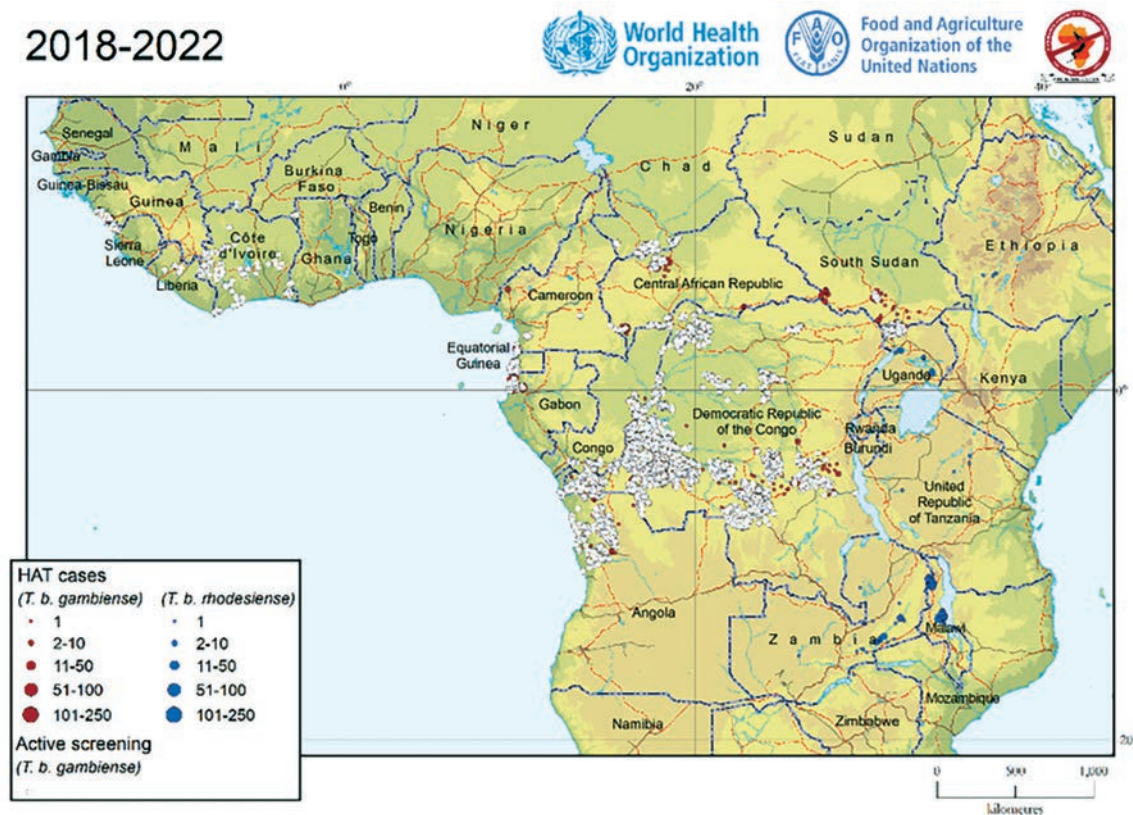 2018-2022
World Health
Organization
F A O
FIAT PANIS
Food and Agriculture
Organization of the
United Nations
0°
20°
40°
Senegal
Gambia
Guinea-Bissau
Guinea
Sierra
Leone
Liberia
Mali
Burkina
Faso
Côte
d'Ivoire
Ghana
Togo
Benin
Niger
Nigeria
Chad
Sudan
Ethiopia
South Sudan
Central African Republic
Cameroon
Equatorial
Guinea
Gabon
Congo
Democratic Republic
of the Congo
Uganda
Kenya
0°
Rwanda
Burundi
United
Republic
of Tanzania
Angola
Zambia
Malawi
Mozambique
Zimbabwe
Namibia
20
HAT cases
(T. b. gambiense) (T. b. rhodesiense)
1 1
2-10 2-10
11-50 11-50
51-100 51-100
101-250 101-250
Active screening
(T. b. gambiense)
0 500 1,000
kilometres